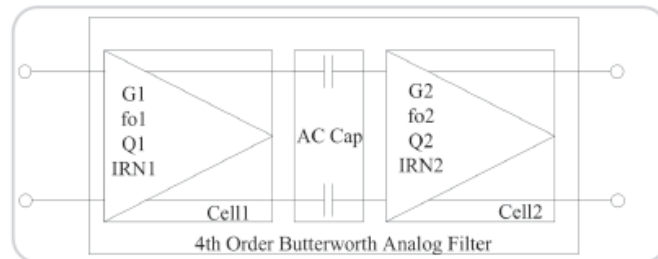 G1
fo1
Q1
IRN1
Cell1
AC Cap
G2
fo2
Q2
IRN2
Cell2
4th Order Butterworth Analog Filter